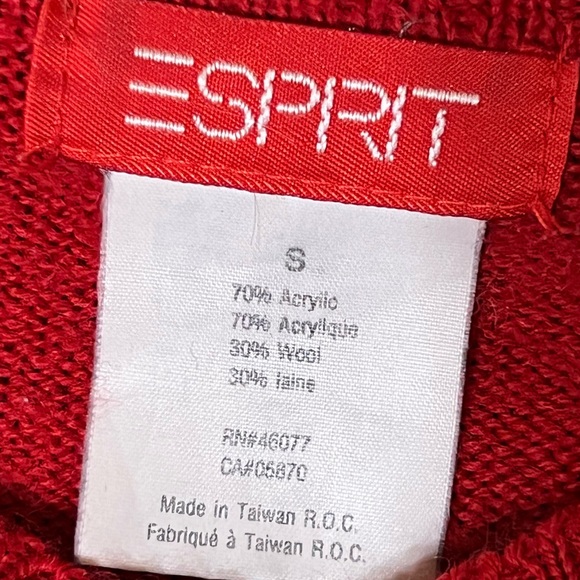 ESPRIT
S
70% Acrylic
70% Acrylique
30% Wool
30% laine
RN#46077
CA#05870
Made in Taiwan R.O.C.
Fabriqué à Taiwan R.O.C.